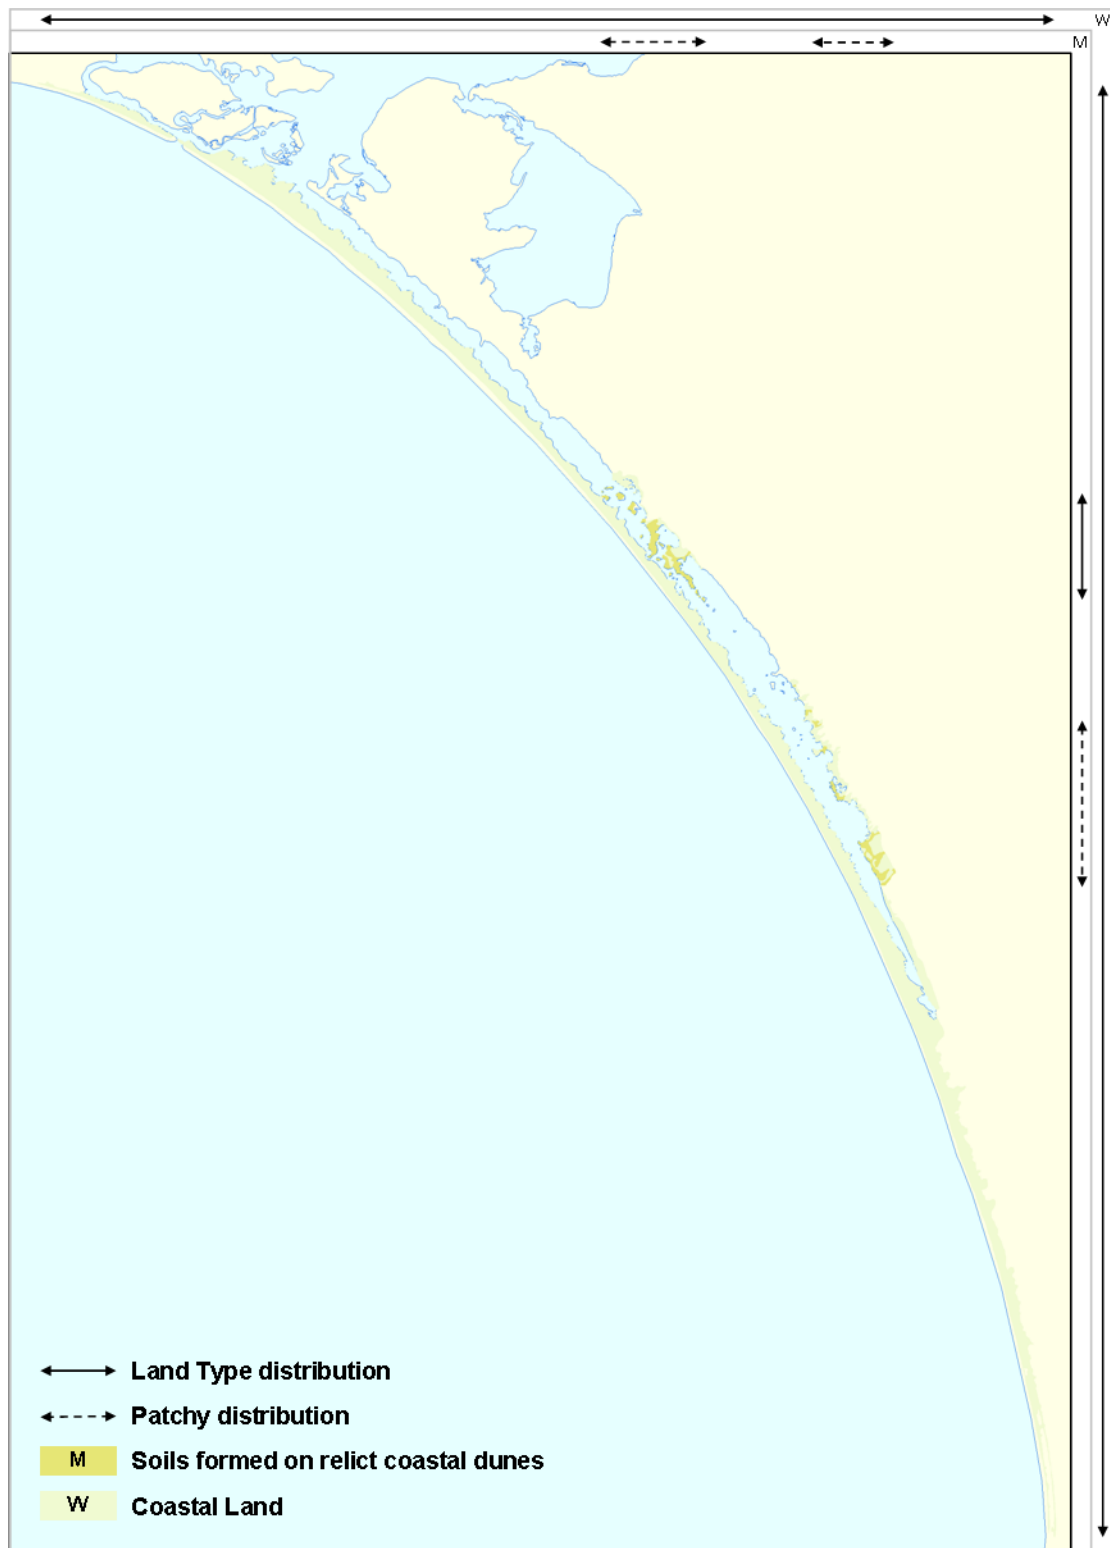 W
M
Land Type distribution
Patchy distribution
M Soils formed on relict coastal dunes
W Coastal Land